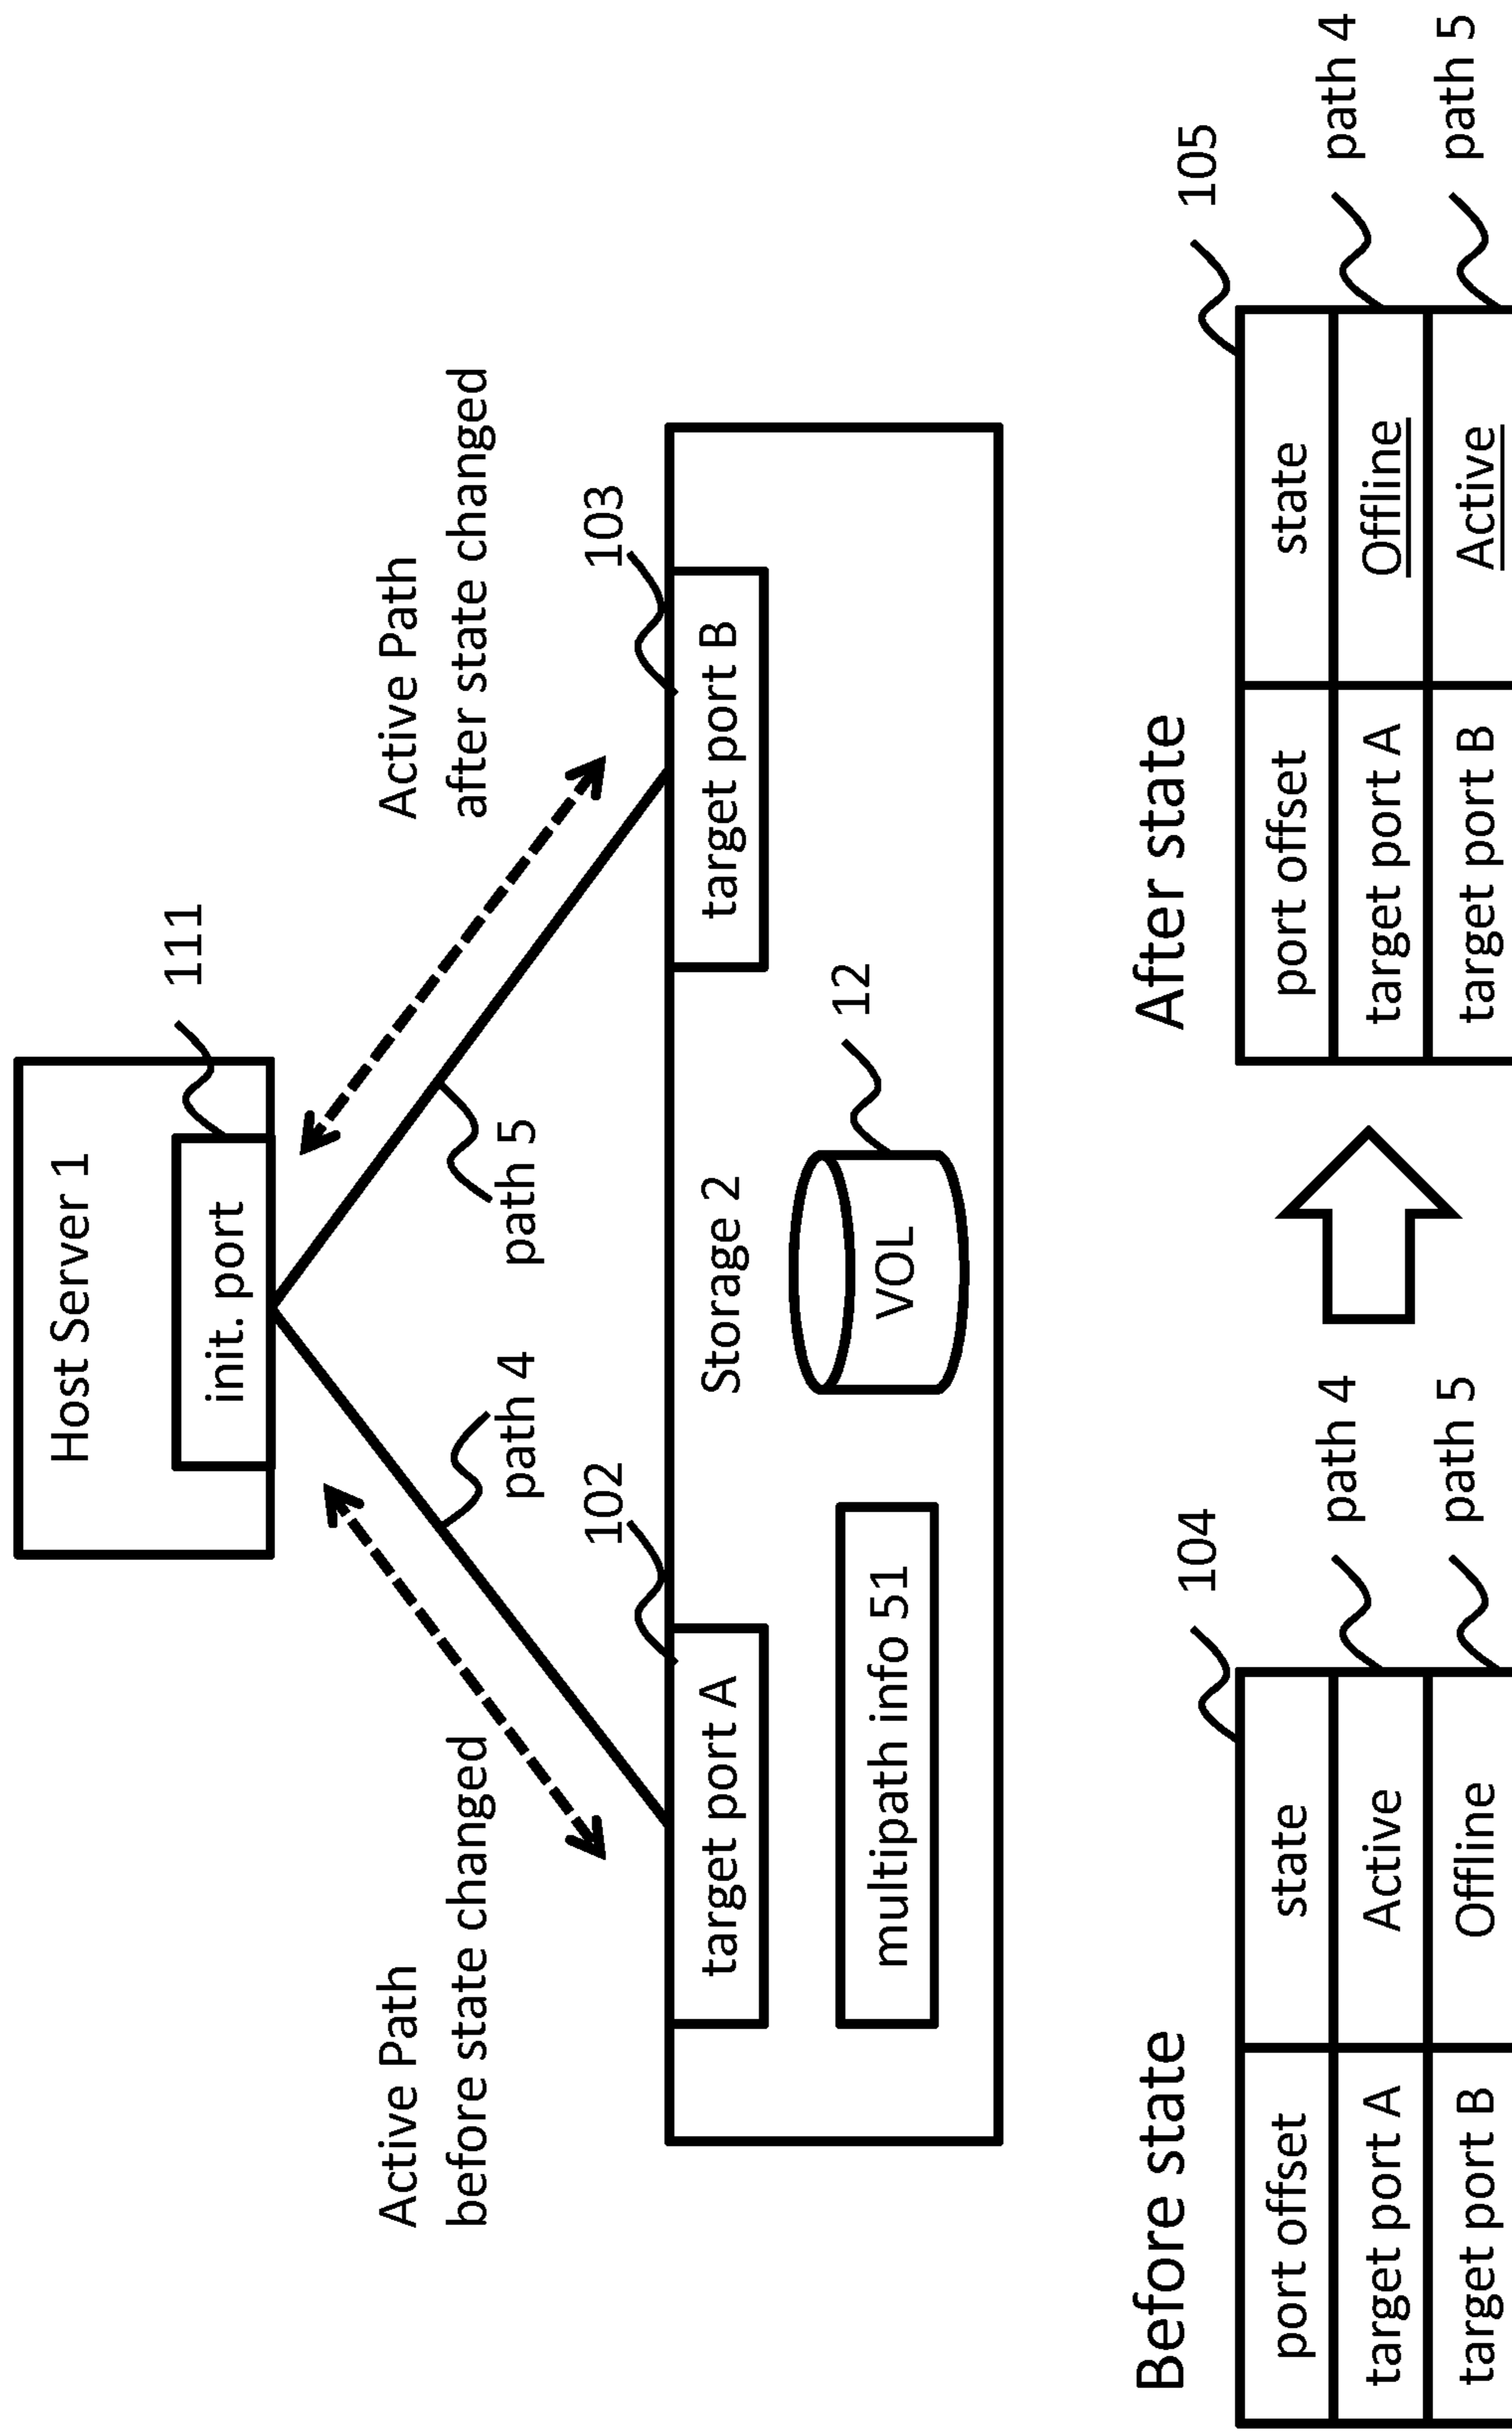 Host Server 1
111
init. port
Active Path
before state changed
Active Path
after state changed
path 4
path 5
102
103
target port A
Storage 2
target port B
12
multipath info 51
VOL
Before state
After state
104
105
port offset
state
target port A
Active
path 4
target port B
Offline
path 5
port offset
state
target port A
Offline
path 4
target port B
Active
path 5